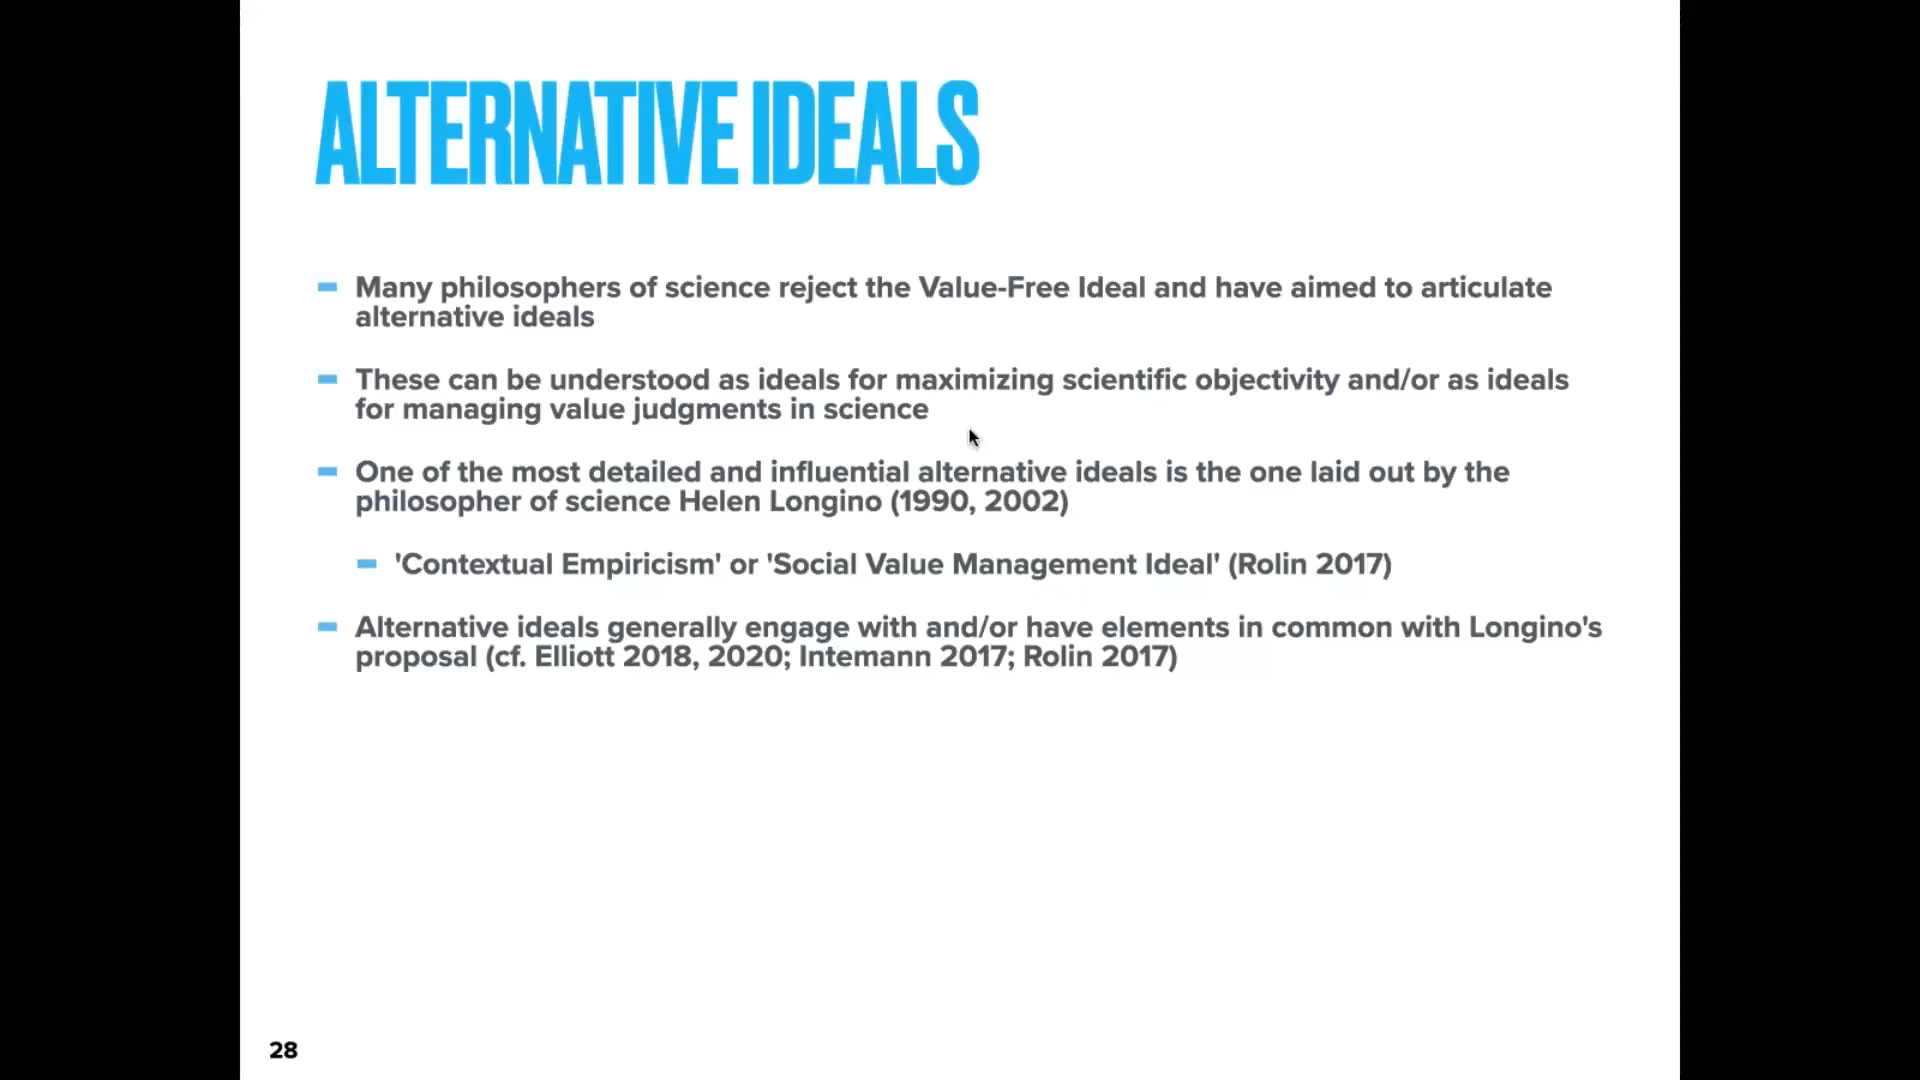 ALTERNATIVE IDEALS
Many philosophers of science reject the Value-Free Ideal and have aimed to articulate
alternative ideals
These can be understood as ideals for maximizing scientific objectivity and/or as ideals
for managing value judgments in science
One of the most detailed and influential alternative ideals is the one laid out by the
philosopher of science Helen Longino (1990, 2002)
'Contextual Empiricism' or 'Social Value Management Ideal' (Rolin 2017)
Alternative ideals generally engage with and/or have elements in common with Longino's
proposal (cf. Elliott 2018, 2020; Intemann 2017; Rolin 2017)
28